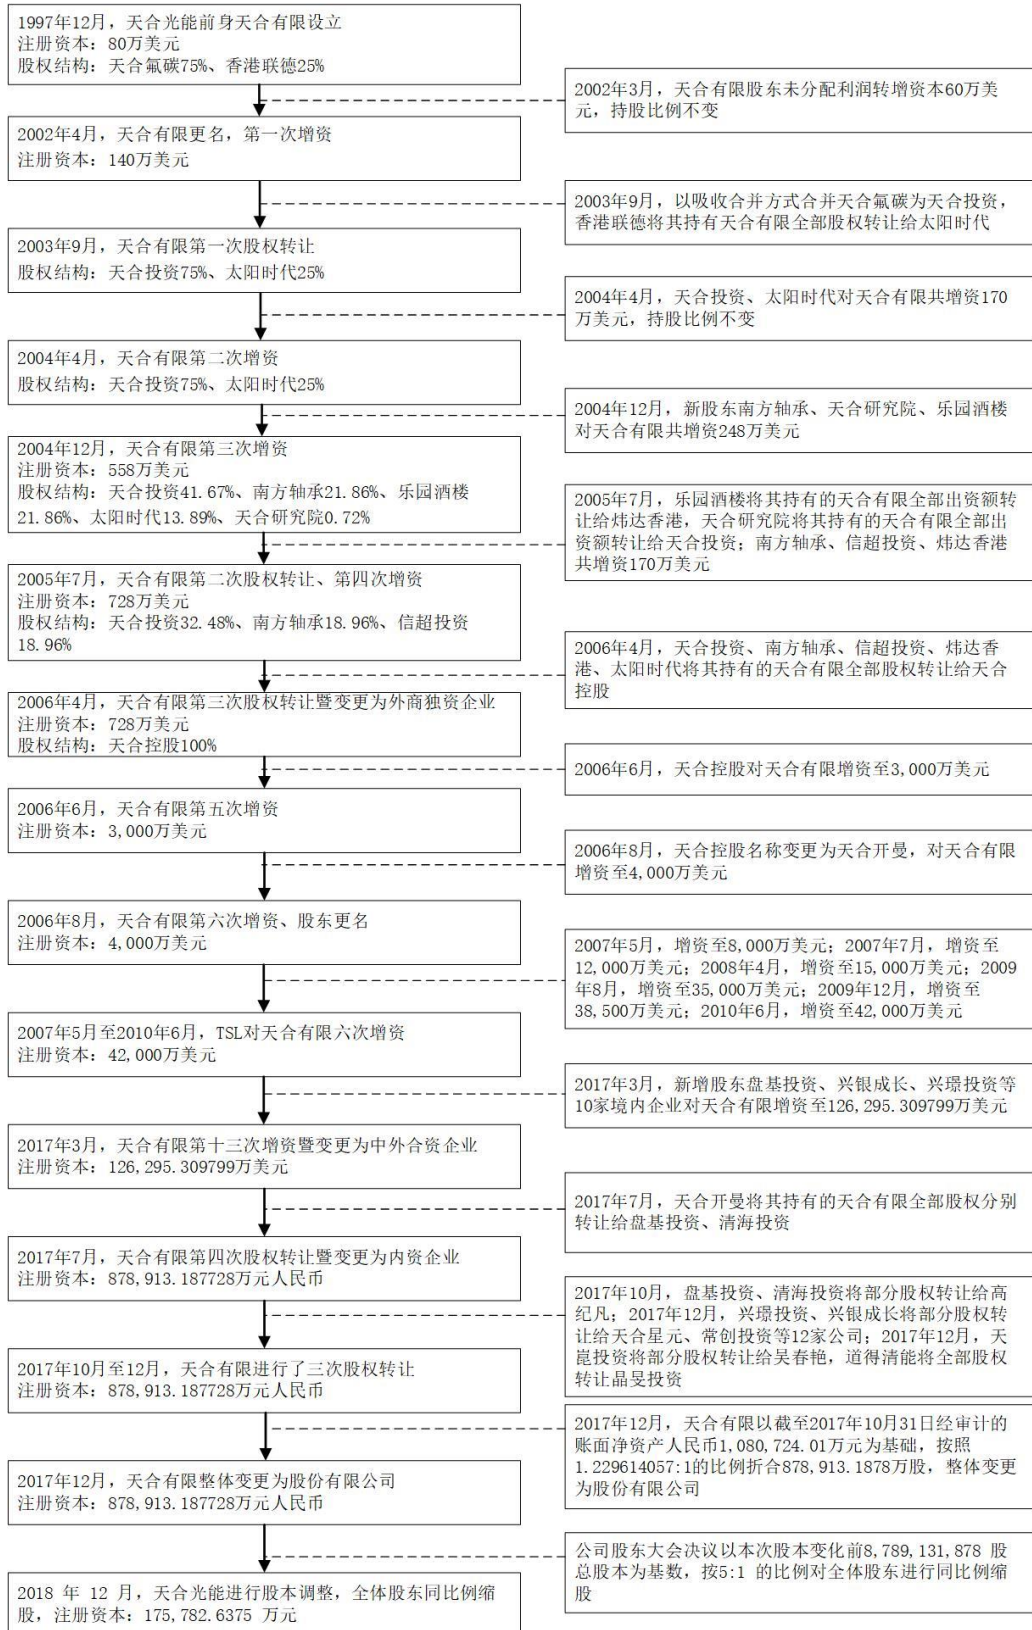 1997年12月，天合光能前身天合有限设立
注册资本：80万美元
股权结构：天合氟碳75%、香港联德25%
2002年3月，天合有限股东未分配利润转增资本60万美
元，持股比例不变
2002年4月，天合有限更名，第一次增资
注册资本：140万美元
2003年9月，以吸收合并方式合并天合氟碳为天合投资，
香港联德将其持有天合有限全部股权转让给太阳时代
2003年9月，天合有限第一次股权转让
股权结构：天合投资75%、太阳时代25%
2004年4月，天合投资、太阳时代对天合有限共增资170
万美元，持股比例不变
2004年4月，天合有限第二次增资
股权结构：天合投资75%、太阳时代25%
2004年12月，新股东南方轴承、天合研究院、乐园酒楼
对天合有限共增资248万美元
2004年12月，天合有限第三次增资
注册资本：558万美元
股权结构：天合投资41.67%、南方轴承21.86%、乐园酒楼
21.86%、太阳时代13.89%、天合研究院0.72%
2005年7月，乐园酒楼将其持有的天合有限全部出资额转
让给炜达香港，天合研究院将其持有的天合有限全部出
资额转让给天合投资；南方轴承、信超投资、炜达香港
共增资170万美元
2005年7月，天合有限第二次股权转让、第四次增资
注册资本：728万美元
股权结构：天合投资32.48%、南方轴承18.96%、信超投资
18.96%
2006年4月，天合投资、南方轴承、信超投资、炜达香
港、太阳时代将其持有的天合有限全部股权转让给天合
控股
2006年4月，天合有限第三次股权转让暨变更为外商独资企业
注册资本：728万美元
股权结构：天合控股100%
2006年6月，天合控股对天合有限增资至3,000万美元
2006年6月，天合有限第五次增资
注册资本：3,000万美元
2006年8月，天合控股名称变更为天合开曼，对天合有限
增资至4,000万美元
2006年8月，天合有限第六次增资、股东更名
注册资本：4,000万美元
2007年5月，增资至8,000万美元；2007年7月，增资至
12,000万美元；2008年4月，增资至15,000万美元；2009
年8月，增资至35,000万美元；2009年12月，增资至
38,500万美元；2010年6月，增资至42,000万美元
2007年5月至2010年6月，TSL对天合有限六次增资
注册资本：42,000万美元
2017年3月，新增股东盘基投资、兴银成长、兴璟投资等
10家境内企业对天合有限增资至126,295.309799万美元
2017年3月，天合有限第十三次增资暨变更为中外合资企业
注册资本：126,295.309799万美元
2017年7月，天合开曼将其持有的天合有限全部股权分别
转让给盘基投资、清海投资
2017年7月，天合有限第四次股权转让暨变更为内资企业
注册资本：878,913.187728万元人民币
2017年10月，盘基投资、清海投资将部分股权转让给高
纪凡；2017年12月，兴璟投资、兴银成长将部分股权转
让给天合星元、常创投资等12家公司；2017年12月，天
崑投资将部分股权转让给吴春艳，道得清能将全部股权
转让晶旻投资
2017年10月至12月，天合有限进行了三次股权转让
注册资本：878,913.187728万元人民币
2017年12月，天合有限以截至2017年10月31日经审计的
账面净资产人民币1,080,724.01万元为基础，按照
1.229614057:1的比例折合878,913.1878万股，整体变更
为股份有限公司
2017年12月，天合有限整体变更为股份有限公司
注册资本：878,913.187728万元人民币
公司股东大会决议以本次股本变化前8,789,131,878 股
总股本为基数，按5:1 的比例对全体股东进行同比例缩
股
2018 年 12 月，天合光能进行股本调整，全体股东同比例缩
股，注册资本：175,782.6375 万元